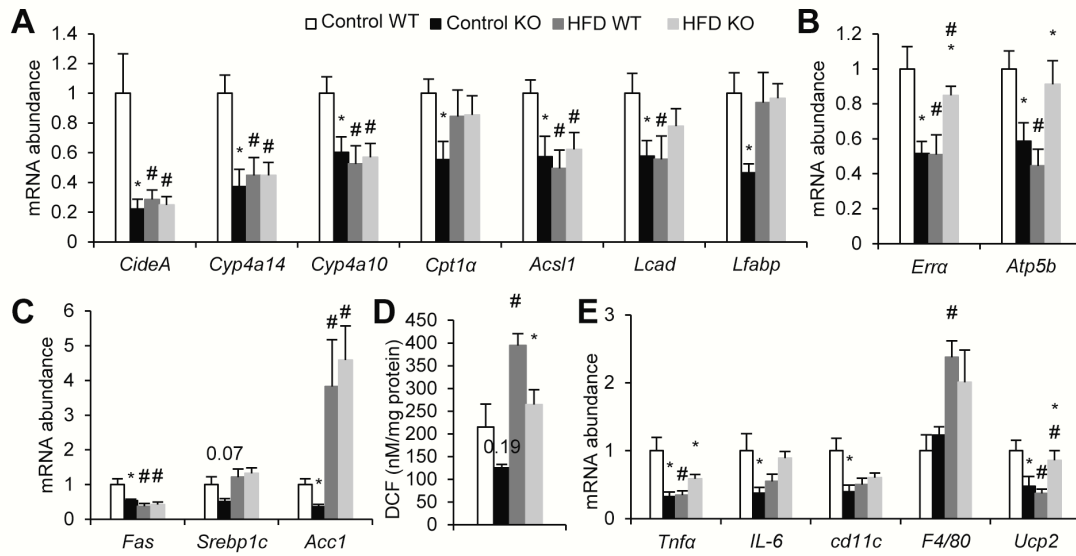 Control WT Control KO HFD WT HFD KO
A
mRNA abundance
1.4
1.2
1
0.8
0.6
0.4
0.2
0
* # #
* # #
* # #
*
* # #
* #
*
CideA Cyp4a14 Cyp4a10 Cpt1α Acsl1 Lcad Lfabp
B
mRNA abundance
1.2
1
0.8
0.6
0.4
0.2
0
* # # *
* # *
Errα Atp5b
C
mRNA abundance
6
5
4
3
2
1
0
* # #
0.07
* # #
Fas Srebp1c Acc1
D
DCF (nM/mg protein)
450
400
350
300
250
200
150
100
50
0
0.19
#
*
E
mRNA abundance
3
2
1
0
* # *
*
*
#
* # * #
Tnfα IL-6 cd11c F4/80 Ucp2